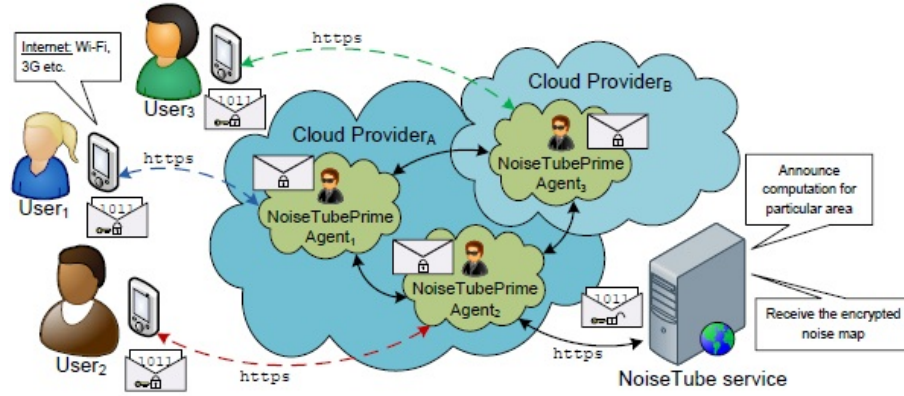 Internet: Wi-Fi,
3G etc.
https
1011
User3
Cloud ProviderB
Cloud ProviderA
NoiseTubePrime
Agent3
https
User1
1011
NoiseTubePrime
Agent1
Announce
computation for
particular area
NoiseTubePrime
Agent2
1011
Receive the encrypted
noise map
https
User2
1011
https
NoiseTube service